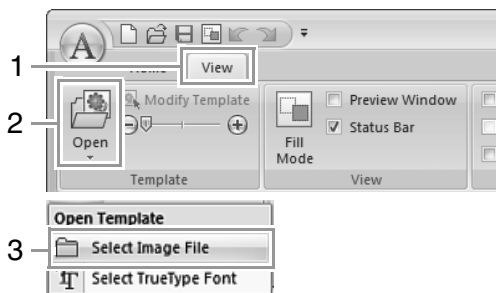 A
1
Home
View
2
Open
Modify Template
Template
Fill
Mode
Preview Window
Status Bar
View
Open Template
3
Select Image File
Select TrueType Font